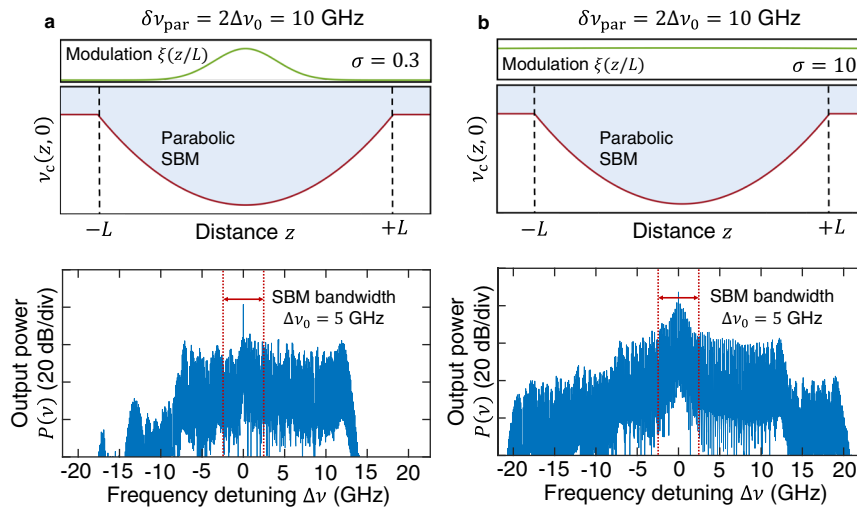 a
δν_par = 2Δν_0 = 10 GHz
Modulation ξ(z/L)
σ = 0.3
ν_c(z, 0)
Parabolic
SBM
−L
Distance z
+L
Output power
P(ν) (20 dB/div)
SBM bandwidth
Δν_0 = 5 GHz
-20 -15 -10 -5 0 5 10 15 20
Frequency detuning Δν (GHz)
b
δν_par = 2Δν_0 = 10 GHz
Modulation ξ(z/L)
σ = 10
ν_c(z, 0)
Parabolic
SBM
−L
Distance z
+L
Output power
P(ν) (20 dB/div)
SBM bandwidth
Δν_0 = 5 GHz
-20 -15 -10 -5 0 5 10 15 20
Frequency detuning Δν (GHz)